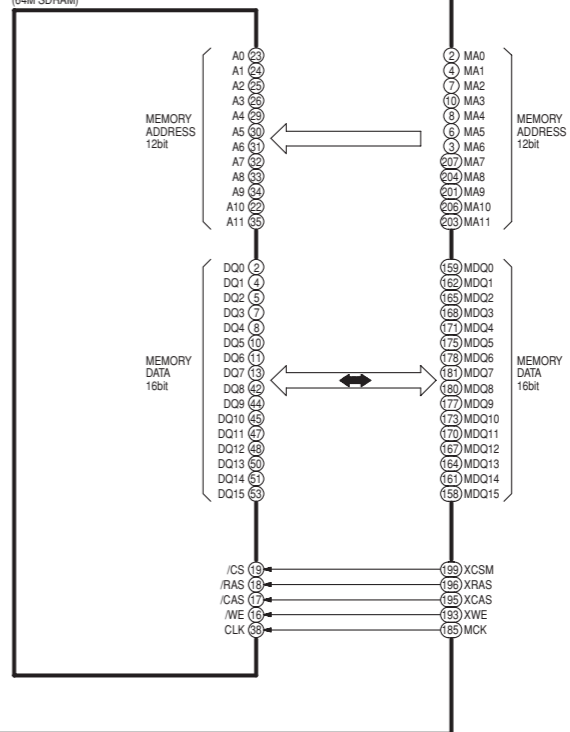 (64M SDRAM)
A0 23
A1 24
A2 25
A3 26
A4 29
A5 30
A6 31
A7 32
A8 33
A9 34
A10 22
A11 35
MEMORY
ADDRESS
12bit
2 MA0
4 MA1
7 MA2
10 MA3
8 MA4
6 MA5
3 MA6
207 MA7
204 MA8
201 MA9
206 MA10
203 MA11
MEMORY
ADDRESS
12bit
DQ0 2
DQ1 4
DQ2 5
DQ3 7
DQ4 8
DQ5 10
DQ6 11
DQ7 13
DQ8 42
DQ9 44
DQ10 45
DQ11 47
DQ12 48
DQ13 50
DQ14 51
DQ15 53
MEMORY
DATA
16bit
159 MDQ0
162 MDQ1
165 MDQ2
168 MDQ3
171 MDQ4
175 MDQ5
178 MDQ6
181 MDQ7
180 MDQ8
177 MDQ9
173 MDQ10
170 MDQ11
167 MDQ12
164 MDQ13
161 MDQ14
158 MDQ15
MEMORY
DATA
16bit
/CS 19
/RAS 18
/CAS 17
/WE 16
CLK 38
199 XCSM
196 XRAS
195 XCAS
193 XWE
185 MCK